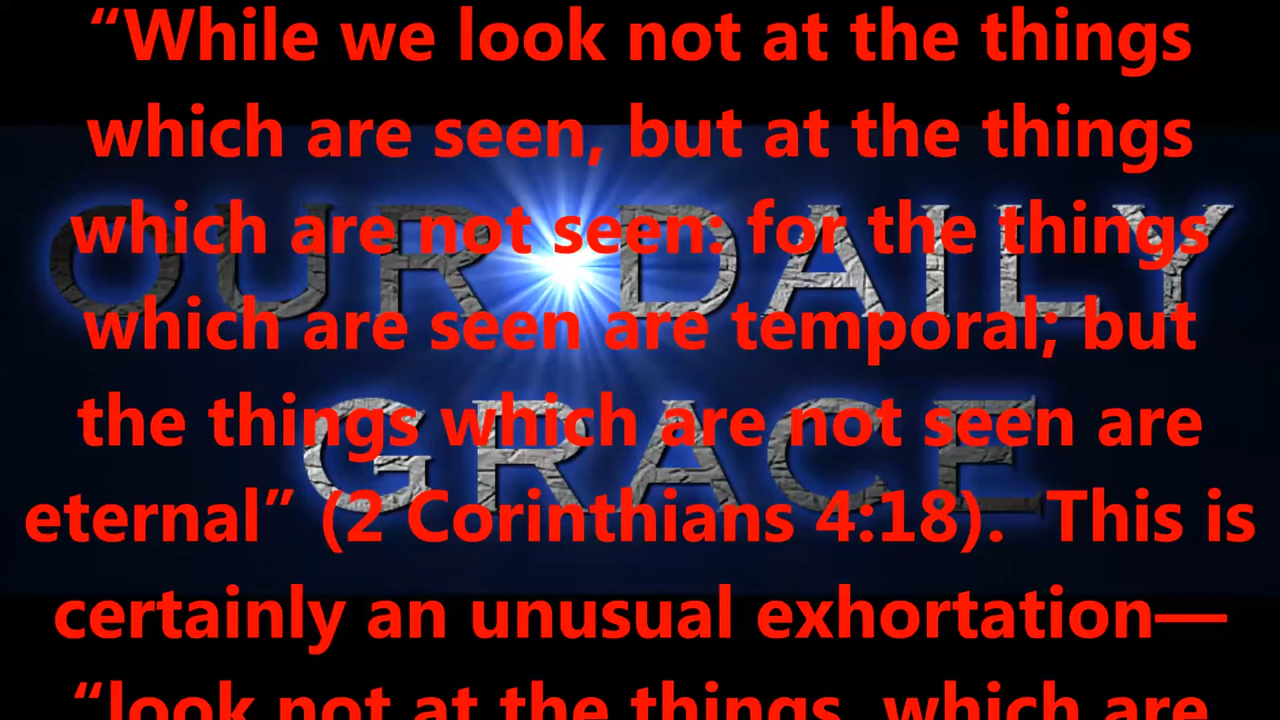 “While we look not at the things
which are seen, but at the things
which are not seen: for the things
which are seen are temporal; but
the things which are not seen are
eternal” (2 Corinthians 4:18).  This is
certainly an unusual exhortation—
“look not at the things, which are
OUR DAILY
GRACE